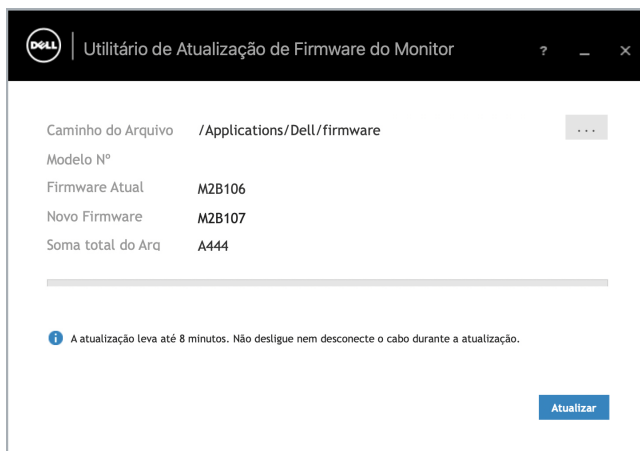 DELL
Utilitário de Atualização de Firmware do Monitor ? _ ×
Caminho do Arquivo /Applications/Dell/firmware ...
Modelo Nº
Firmware Atual M2B106
Novo Firmware M2B107
Soma total do Arq A444
A atualização leva até 8 minutos. Não desligue nem desconecte o cabo durante a atualização.
Atualizar